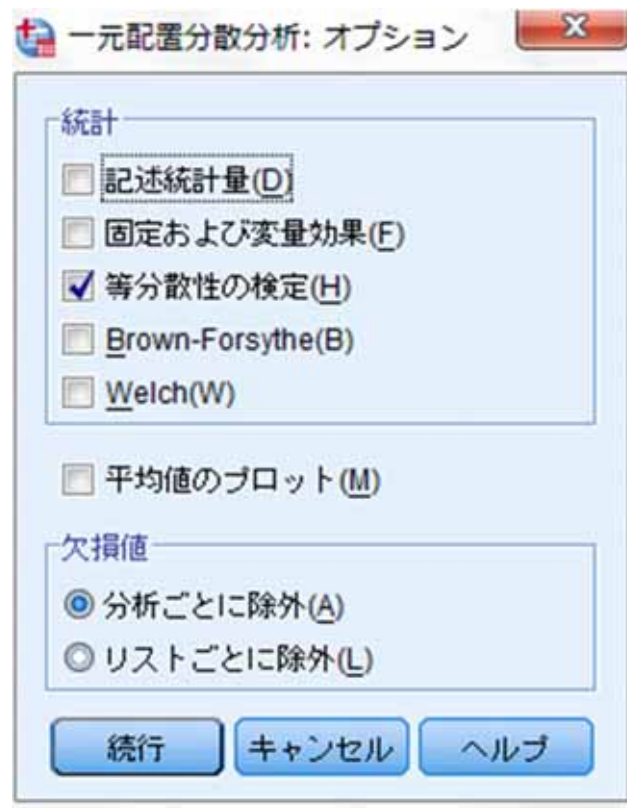 一元配置分散分析: オプション
統計
記述統計量(D)
固定および変量効果(F)
等分散性の検定(H)
Brown-Forsythe(B)
Welch(W)
平均値のプロット(M)
欠損値
分析ごとに除外(A)
リストごとに除外(L)
続行 キャンセル ヘルプ